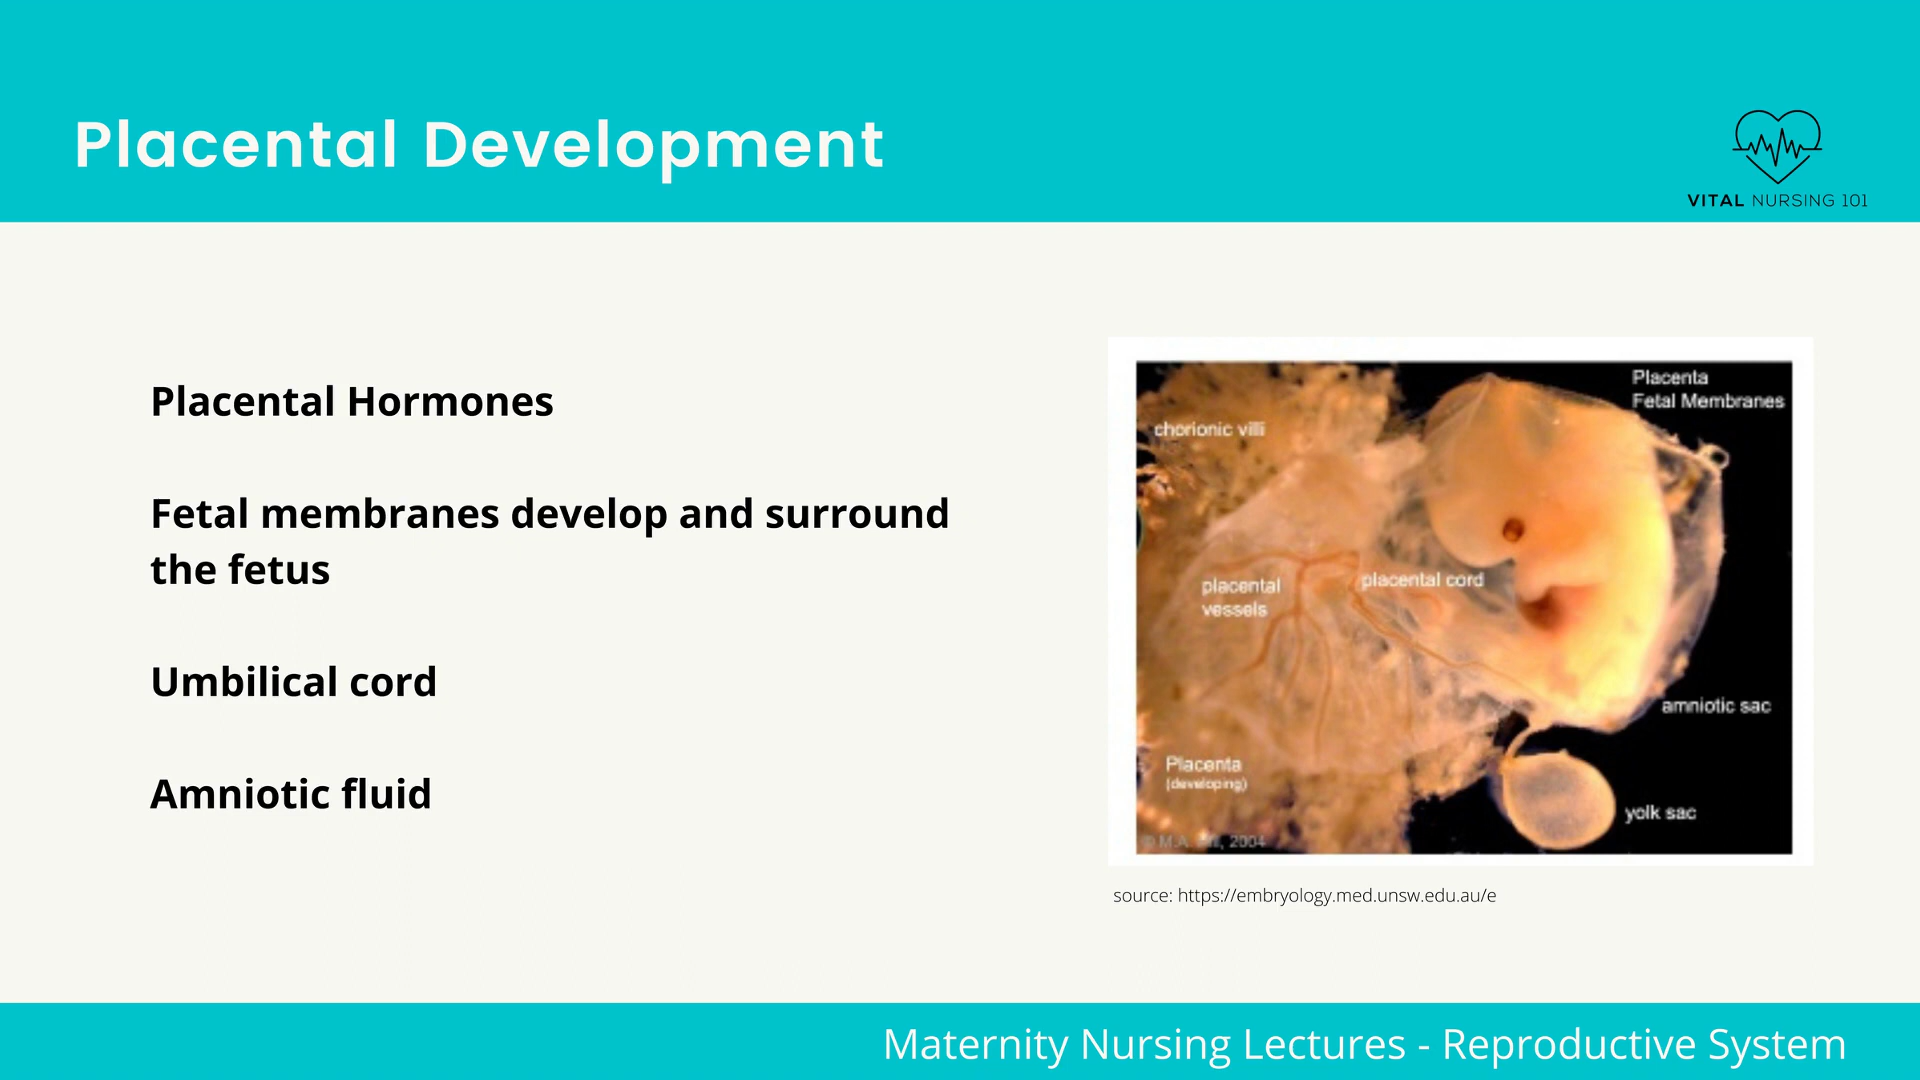 Placental Development
VITAL NURSING 101
Placental Hormones
Fetal membranes develop and surround
the fetus
Umbilical cord
Amniotic fluid
Placenta
Fetal Membranes
chorionic villi
placental
vessels
placental cord
amniotic sac
Placenta
(developing)
yolk sac
© M.A. 2004
source: https://embryology.med.unsw.edu.au/e
Maternity Nursing Lectures - Reproductive System